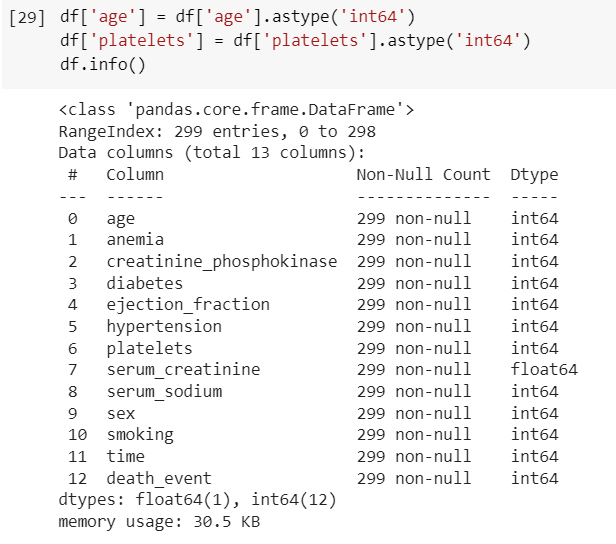 [29] df['age'] = df['age'].astype('int64')
df['platelets'] = df['platelets'].astype('int64')
df.info()
<class 'pandas.core.frame.DataFrame'>
RangeIndex: 299 entries, 0 to 298
Data columns (total 13 columns):
 #   Column                    Non-Null Count  Dtype
---  ------                    --------------  -----
 0   age                       299 non-null    int64
 1   anemia                    299 non-null    int64
 2   creatinine_phosphokinase  299 non-null    int64
 3   diabetes                  299 non-null    int64
 4   ejection_fraction         299 non-null    int64
 5   hypertension              299 non-null    int64
 6   platelets                 299 non-null    int64
 7   serum_creatinine          299 non-null    float64
 8   serum_sodium              299 non-null    int64
 9   sex                       299 non-null    int64
 10  smoking                   299 non-null    int64
 11  time                      299 non-null    int64
 12  death_event               299 non-null    int64
dtypes: float64(1), int64(12)
memory usage: 30.5 KB